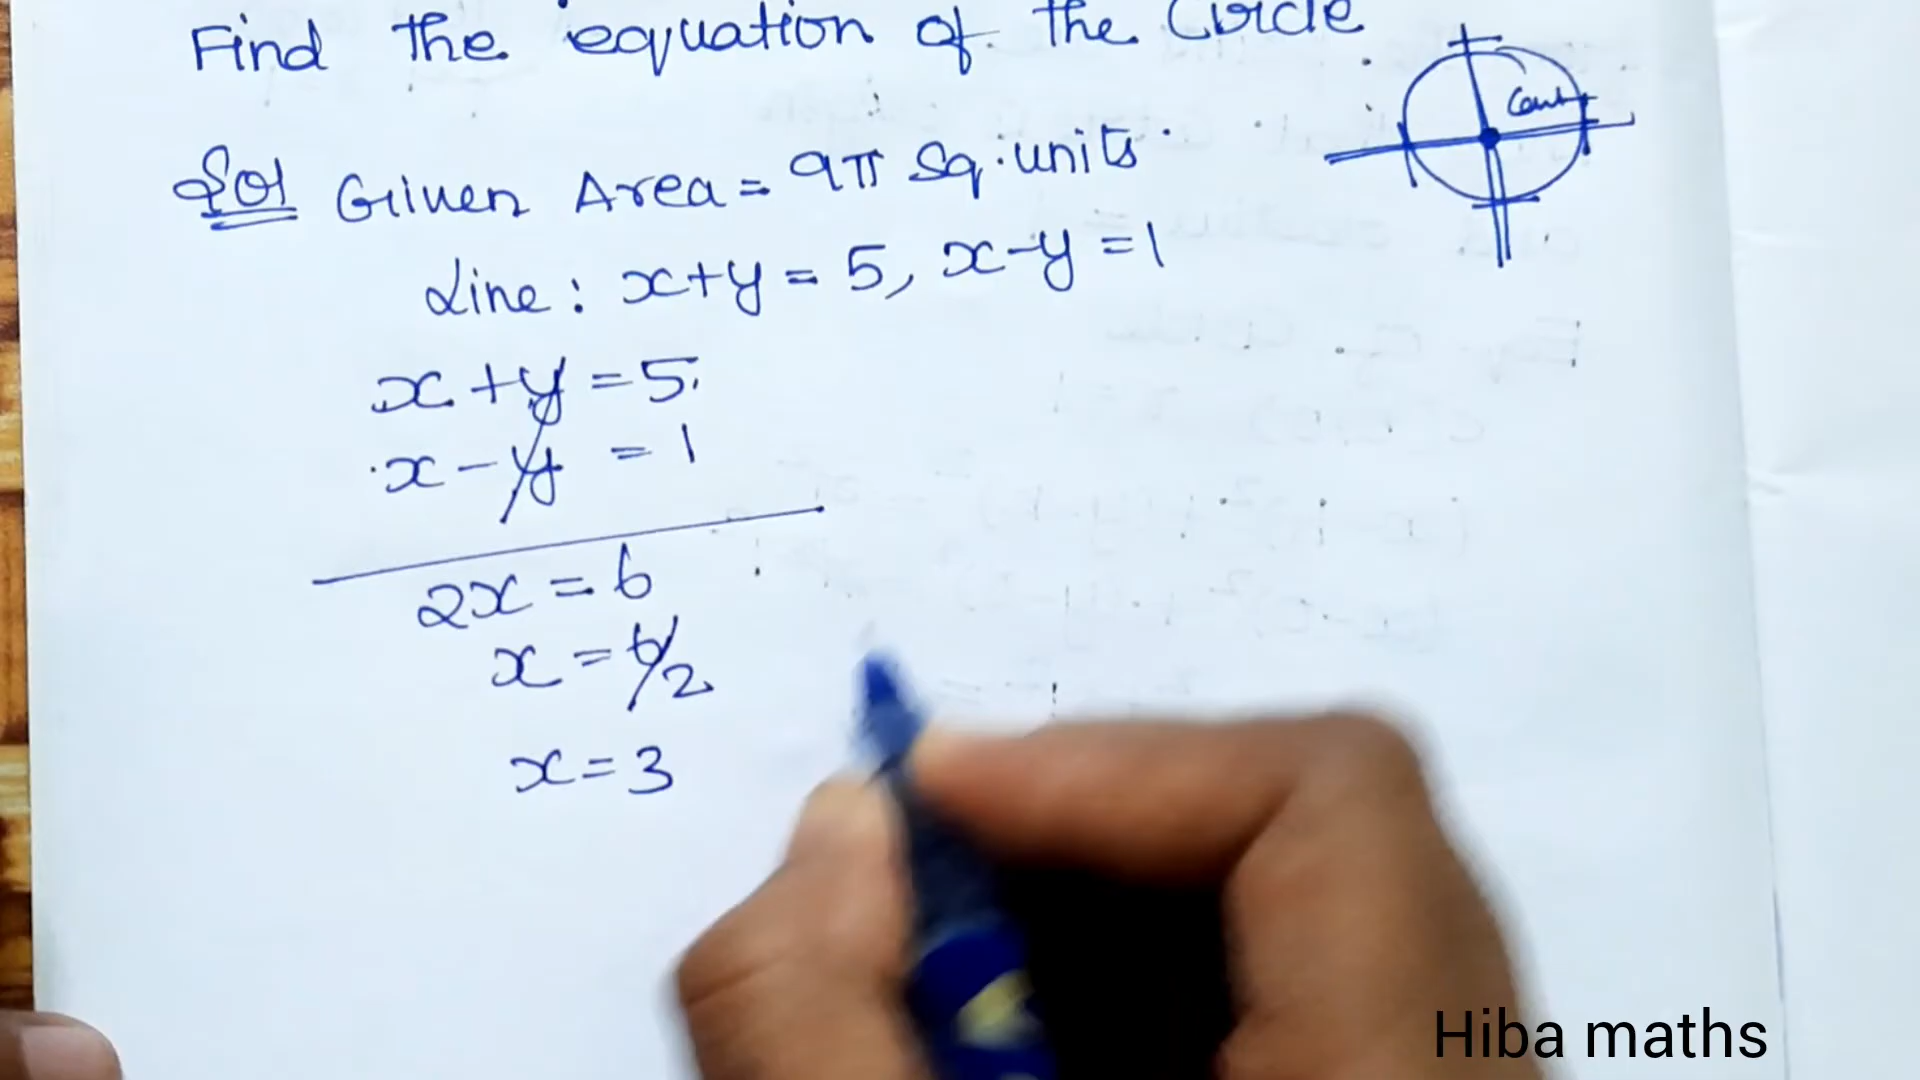 Find the equation of the Circle
Cent
Sol Given Area = 9π Sq.units
Line: x+y = 5, x-y = 1
x + y = 5
x - y = 1
2x = 6
x = 6/2
x = 3
Hiba maths